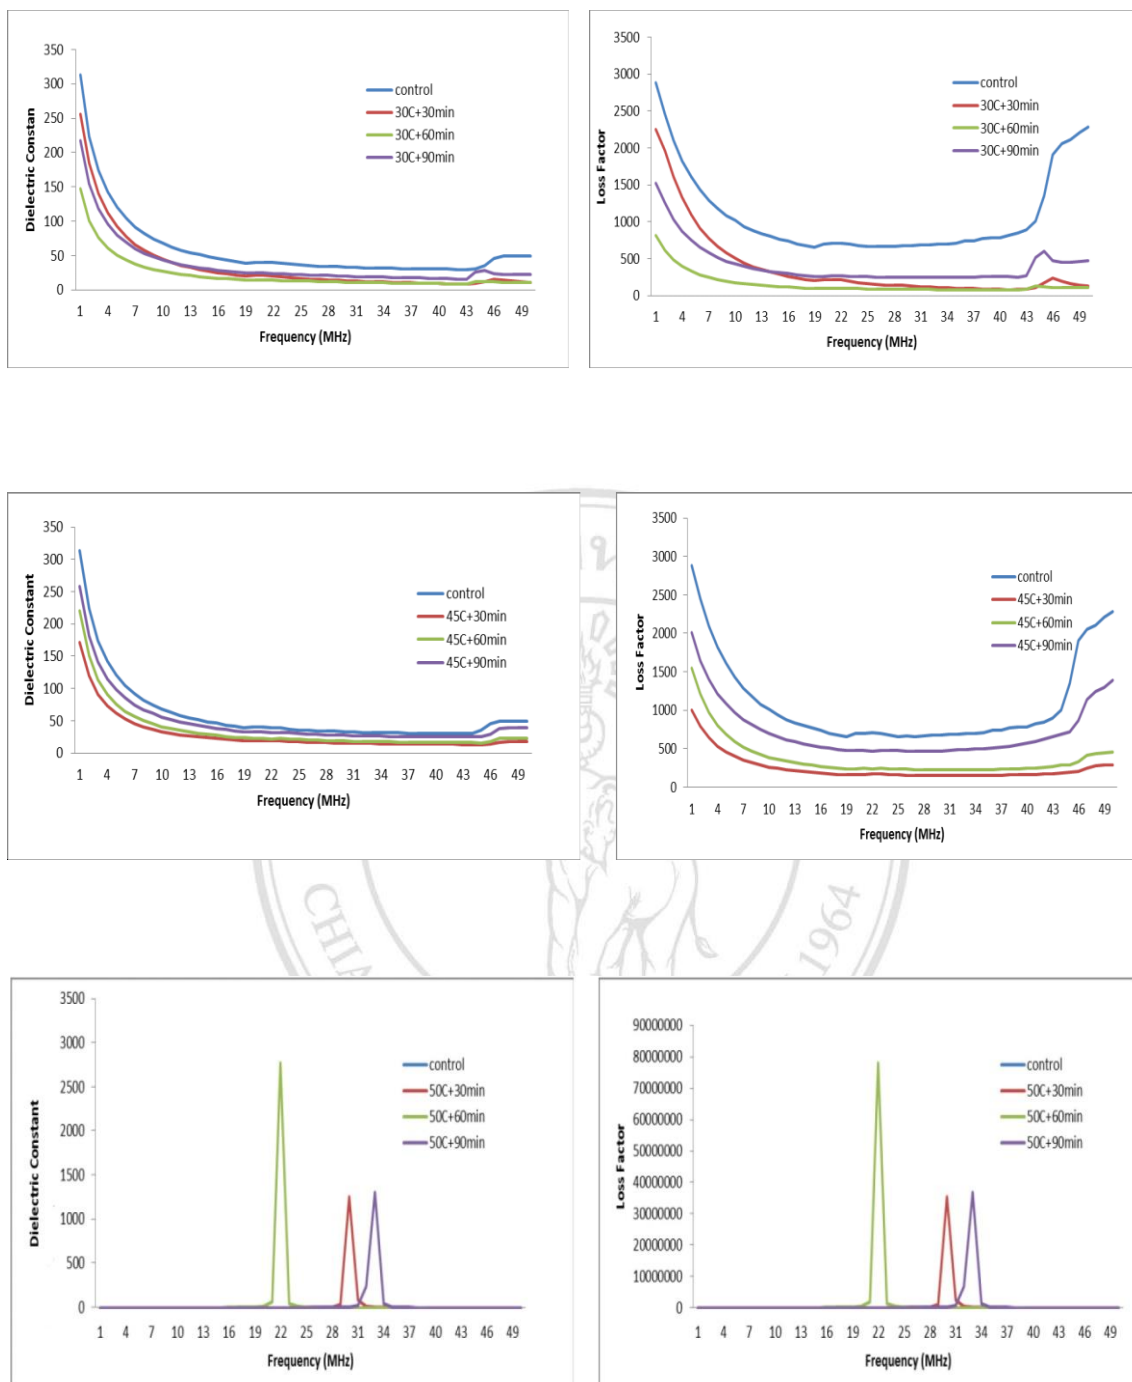 350
300
250
200
150
100
50
0
Dielectric Constan
control
30C+30min
30C+60min
30C+90min
1 4 7 10 13 16 19 22 25 28 31 34 37 40 43 46 49
Frequency (MHz)
3500
3000
2500
2000
1500
1000
500
0
Loss Factor
control
30C+30min
30C+60min
30C+90min
1 4 7 10 13 16 19 22 25 28 31 34 37 40 43 46 49
Frequency (MHz)
350
300
250
200
150
100
50
0
Dielectric Constant
control
45C+30min
45C+60min
45C+90min
1 4 7 10 13 16 19 22 25 28 31 34 37 40 43 46 49
Frequency (MHz)
3500
3000
2500
2000
1500
1000
500
0
Loss Factor
control
45C+30min
45C+60min
45C+90min
1 4 7 10 13 16 19 22 25 28 31 34 37 40 43 46 49
Frequency (MHz)
1964
3500
3000
2500
2000
1500
1000
500
0
Dielectric Constant
control
50C+30min
50C+60min
50C+90min
1 4 7 10 13 16 19 22 25 28 31 34 37 40 43 46 49
Frequency (MHz)
90000000
80000000
70000000
60000000
50000000
40000000
30000000
20000000
10000000
0
Loss Factor
control
50C+30min
50C+60min
50C+90min
1 4 7 10 13 16 19 22 25 28 31 34 37 40 43 46 49
Frequency (MHz)